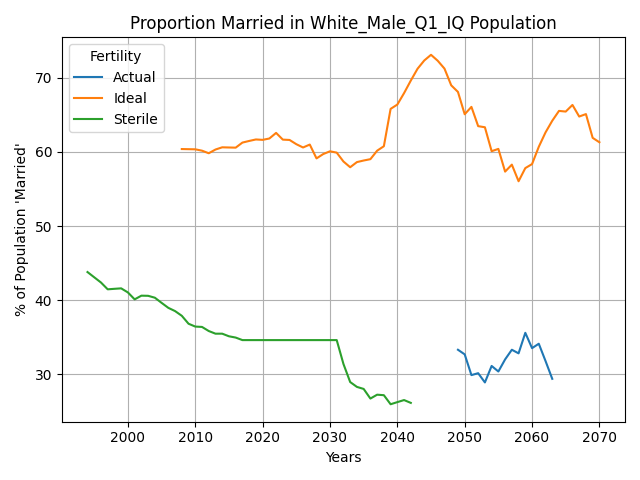 Proportion Married in White_Male_Q1_IQ Population
Fertility
Actual
Ideal
Sterile
% of Population 'Married'
70
60
50
40
30
2000
2010
2020
2030
2040
2050
2060
2070
Years